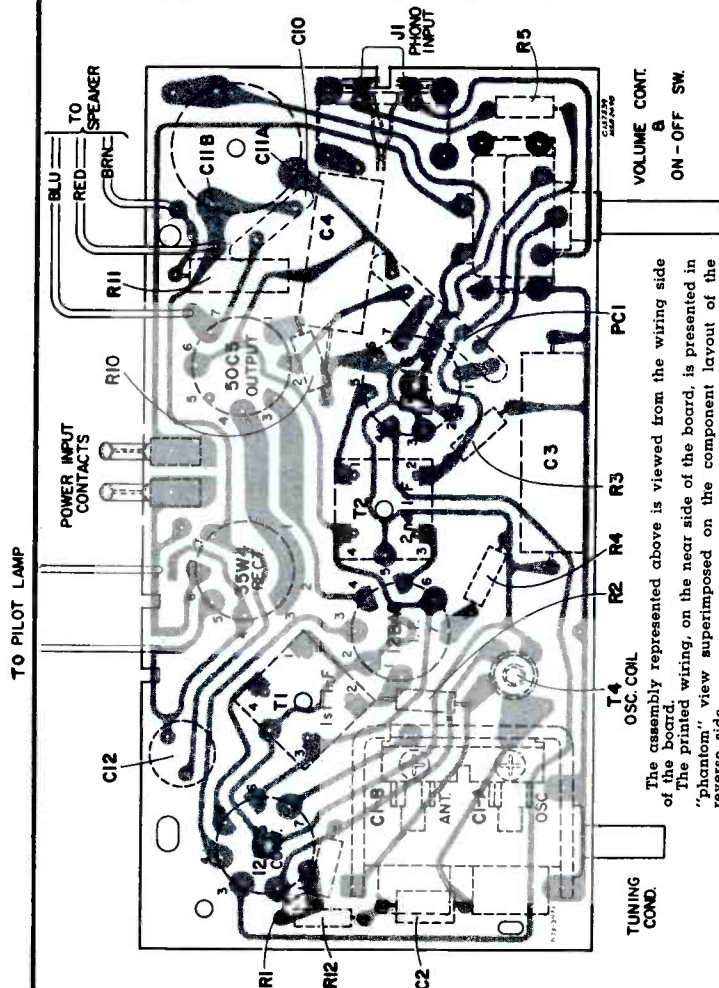 TO PILOT LAMP
BLU
RED
BRN
TO
SPEAKER
POWER INPUT
CONTACTS
C12
R10
R11
C11B
C11A
C10
J1
PHONO
INPUT
R5
C4
50C5
OUTPUT
35W4
RECT.
T1
1st I-F
T2
I-F
C1-B
ANT.
C1-A
OSC
C3
R1
R12
C2
TUNING
COND.
T4
OSC. COIL
R2
R4
R3
PC1
VOLUME CONT.
&
ON-OFF SW.
The assembly represented above is viewed from the wiring side
of the board.
The printed wiring, on the near side of the board, is presented in
"phantom" view superimposed on the component layout of the
reverse side.